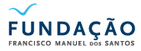 FUNDAÇÃO
FRANCISCO MANUEL DOS SANTOS